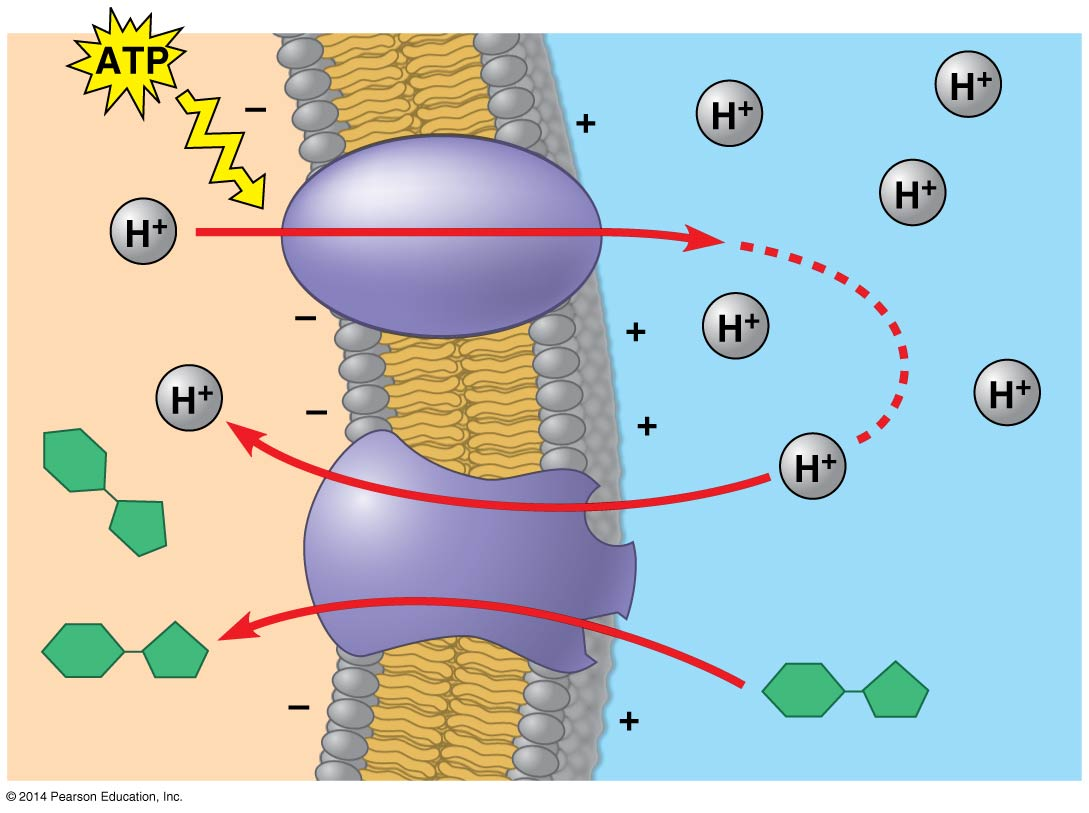 ATP
−
+
H+
H+
H+
H+
−
+
H+
H+
−
+
H+
H+
−
+
© 2014 Pearson Education, Inc.